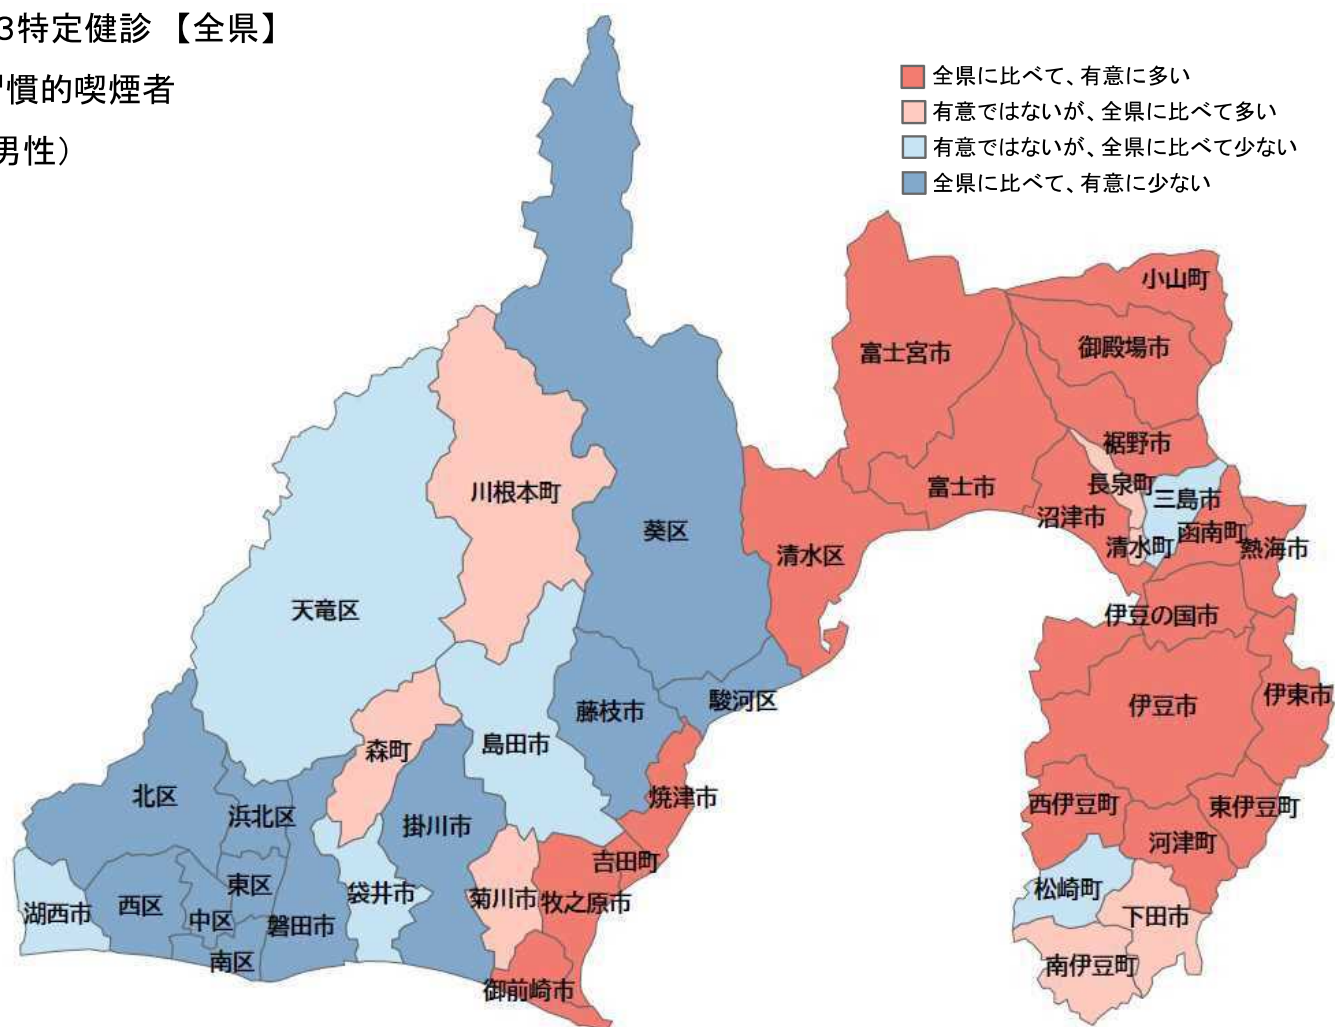 3特定健診 【全県】
習慣的喫煙者
男性）
全県に比べて、有意に多い
有意ではないが、全県に比べて多い
有意ではないが、全県に比べて少ない
全県に比べて、有意に少ない
小山町
富士宮市
御殿場市
裾野市
長泉町
三島市
富士市
沼津市
川根本町
葵区
清水区
清水町
函南町
熱海市
天竜区
伊豆の国市
藤枝市
駿河区
伊豆市
伊東市
島田市
森町
北区
浜北区
掛川市
焼津市
西伊豆町
東伊豆町
河津町
吉田町
東区
袋井市
菊川市
牧之原市
松崎町
湖西市
西区
中区
磐田市
下田市
南区
御前崎市
南伊豆町